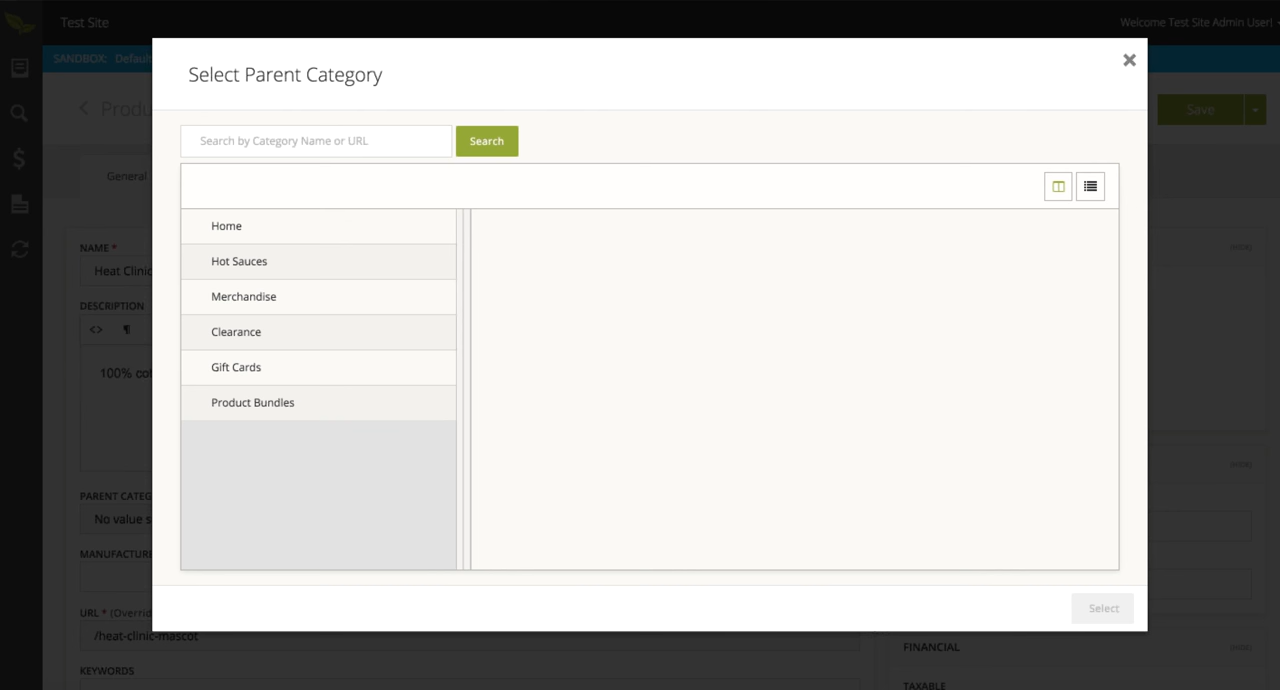 Test Site
Welcome Test Site Admin User!
SANDBOX: Default
Select Parent Category
Produ
Save
Search by Category Name or URL
Search
General
Home
Hot Sauces
Merchandise
Clearance
Gift Cards
Product Bundles
NAME *
Heat Clinic
DESCRIPTION
100% cot
PARENT CATEG
No value s
MANUFACTURE
URL * (Overrid
/heat-clinic-mascot
KEYWORDS
Select
FINANCIAL
TAXABLE